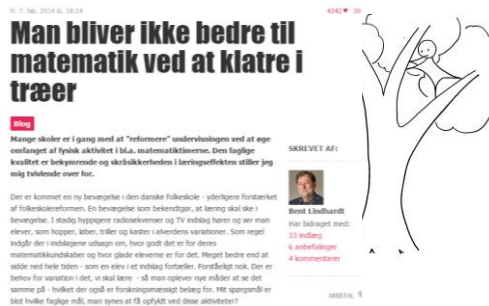 fr. 7. feb. 2014 kl. 18:14
4242 ♥ 30
Man bliver ikke bedre til
matematik ved at klatre i
træer
Blog
Mange skoler er i gang med at "reformere" undervisningen ved at øge
omfanget af fysisk aktivitet i bl.a. matematiktimerne. Den faglige
kvalitet er bekymrende og skråsikkerheden i læringseffekten stiller jeg
mig tvivlende over for.
Der er kommet en ny bevægelse i den danske folkeskole - yderligere forstærket
af folkeskolereformen. En bevægelse som bekendtgør, at læring skal ske i
bevægelse. I stadig hyppigere radiosekvenser og TV indslag hører og ser man
elever, som hopper, løber, triller og kaster i alverdens variationer. Som regel
indgår der i indslagene udsagn om, hvor godt det er for deres
matematikkundskaber og hvor glade eleverne er for det. Meget bedre end at
sidde ned hele tiden - som en elev i et indslag fortæller. Forståeligt nok. Der er
behov for variation i det, vi skal lære - så man oplever nye måder at se det
samme på - hvilket der også er forskningsmæssigt belæg for. Mit spørgsmål er
blot hvilke faglige mål, man synes at få opfyldt ved disse aktiviteter?
SKREVET AF:
Bent Lindhardt
Har bidraget med:
33 indlæg
6 anbefalinger
4 kommentarer
ANBEFAL